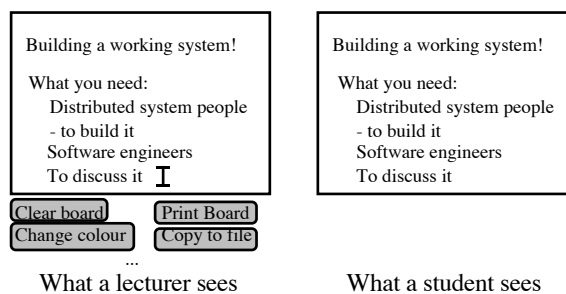 Building a working system!
What you need:
Distributed system people
- to build it
Software engineers
To discuss it
Clear board
Print Board
Change colour
Copy to file
...
What a lecturer sees
Building a working system!
What you need:
Distributed system people
- to build it
Software engineers
To discuss it
What a student sees